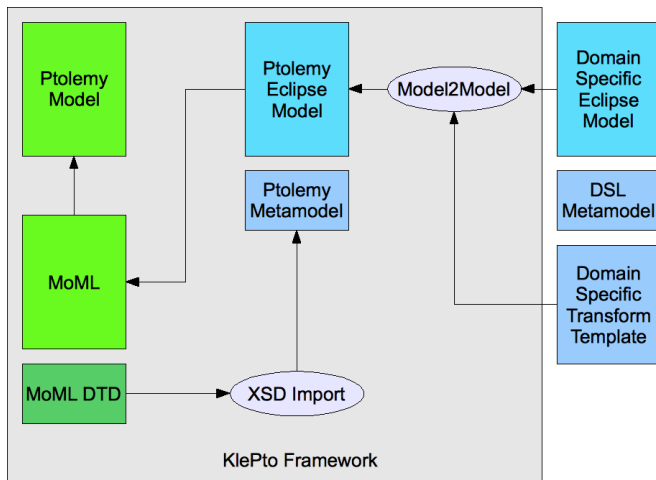 Ptolemy
Model
Ptolemy
Eclipse
Model
Model2Model
Domain
Specific
Eclipse
Model
Ptolemy
Metamodel
DSL
Metamodel
MoML
Domain
Specific
Transform
Template
MoML DTD
XSD Import
KlePto Framework